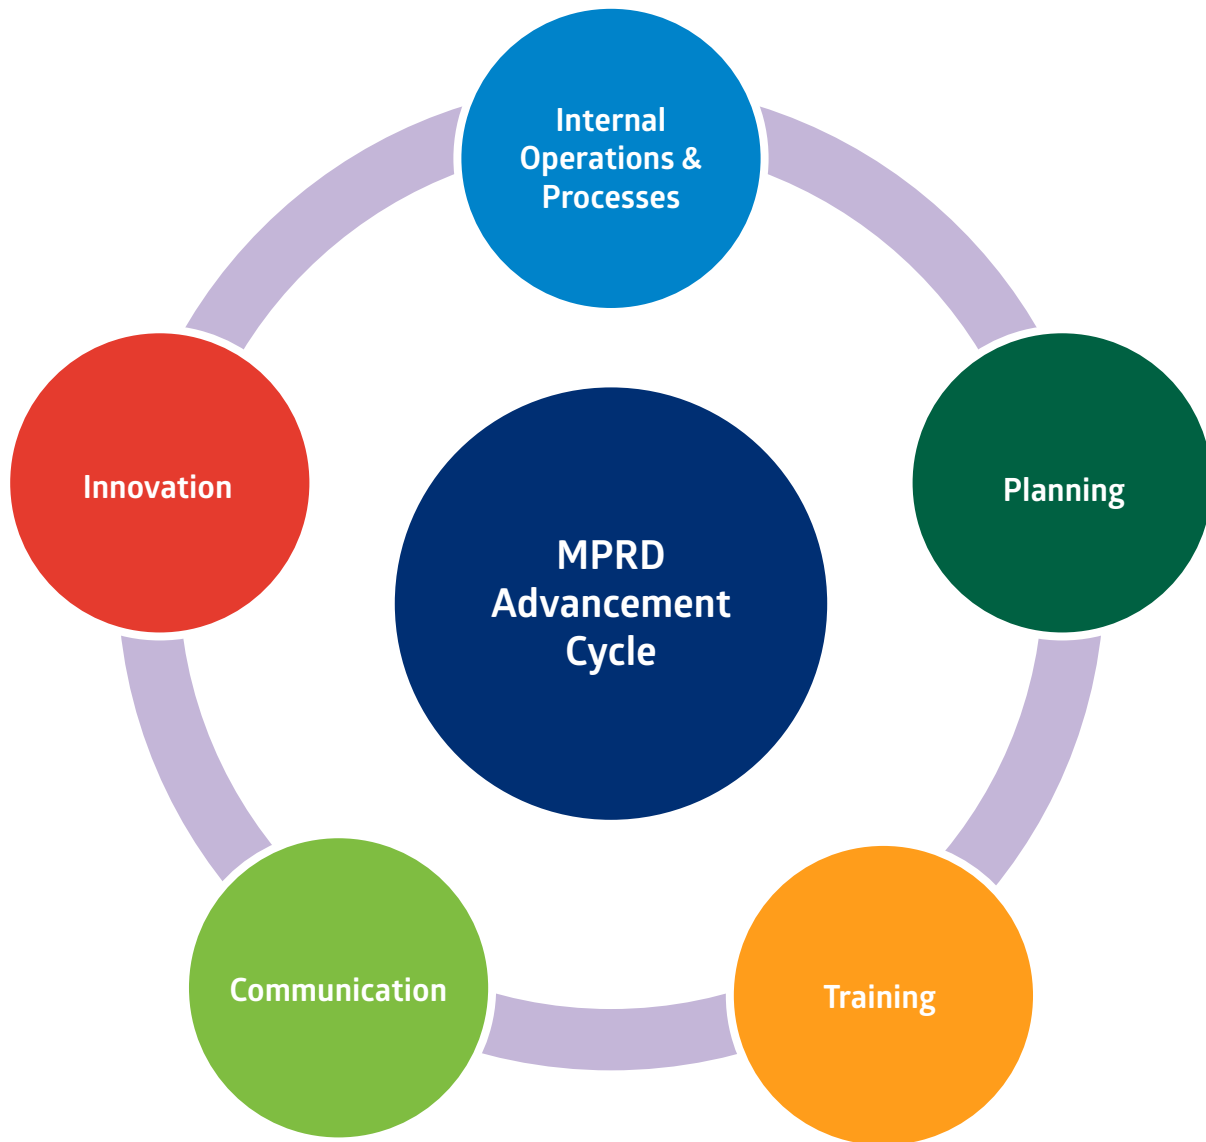 Internal
Operations &
Processes
Planning
Training
Communication
Innovation
MPRD
Advancement
Cycle